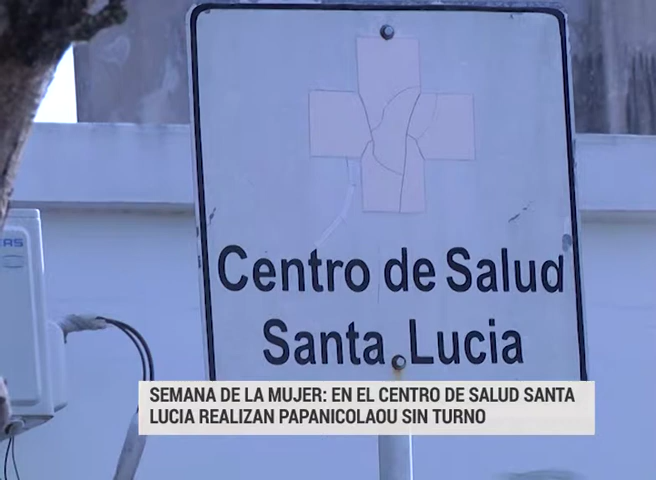 Centro de Salud
Santa Lucia
SEMANA DE LA MUJER: EN EL CENTRO DE SALUD SANTA
LUCIA REALIZAN PAPANICOLAOU SIN TURNO